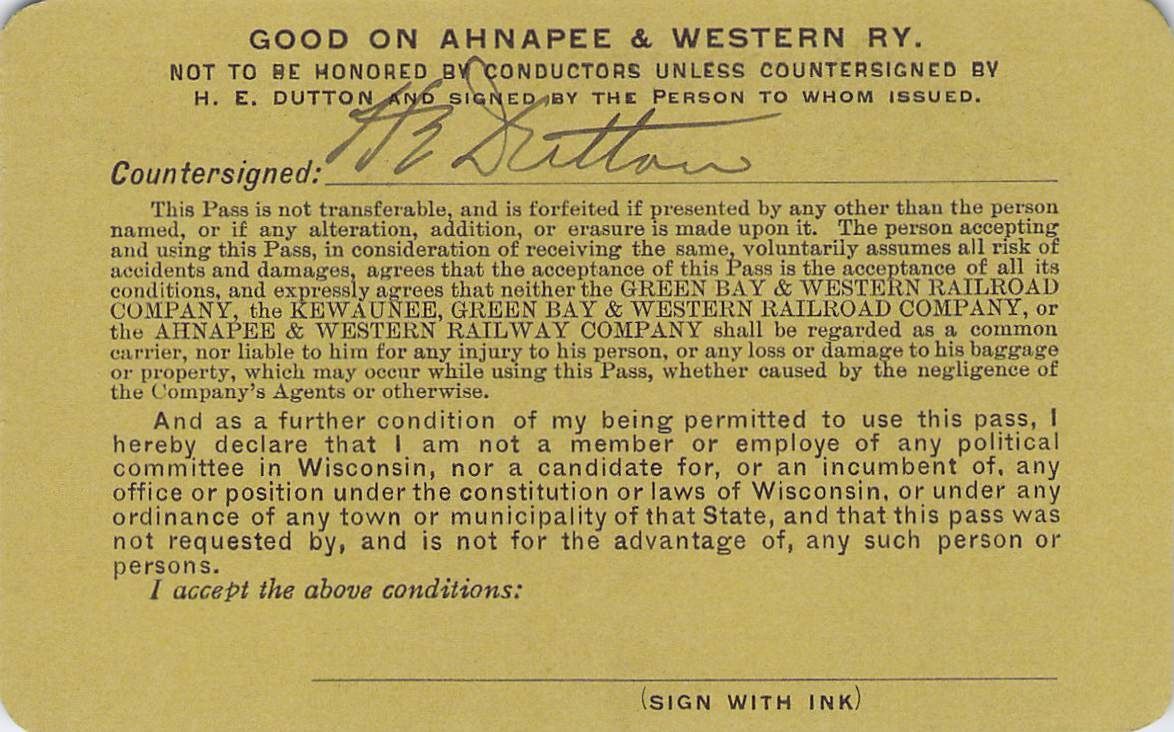 GOOD ON AHNAPEE & WESTERN RY.
NOT TO BE HONORED BY CONDUCTORS UNLESS COUNTERSIGNED BY
H. E. DUTTON AND SIGNED BY THE PERSON TO WHOM ISSUED.
Countersigned: H E Dutton
This Pass is not transferable, and is forfeited if presented by any other than the person
named, or if any alteration, addition, or erasure is made upon it. The person accepting
and using this Pass, in consideration of receiving the same, voluntarily assumes all risk of
accidents and damages, agrees that the acceptance of this Pass is the acceptance of all its
conditions, and expressly agrees that neither the GREEN BAY & WESTERN RAILROAD
COMPANY, the KEWAUNEE, GREEN BAY & WESTERN RAILROAD COMPANY, or
the AHNAPEE & WESTERN RAILWAY COMPANY shall be regarded as a common
carrier, nor liable to him for any injury to his person, or any loss or damage to his baggage
or property, which may occur while using this Pass, whether caused by the negligence of
the Company's Agents or otherwise.
And as a further condition of my being permitted to use this pass, I
hereby declare that I am not a member or employe of any political
committee in Wisconsin, nor a candidate for, or an incumbent of, any
office or position under the constitution or laws of Wisconsin, or under any
ordinance of any town or municipality of that State, and that this pass was
not requested by, and is not for the advantage of, any such person or
persons.
I accept the above conditions:
(SIGN WITH INK)